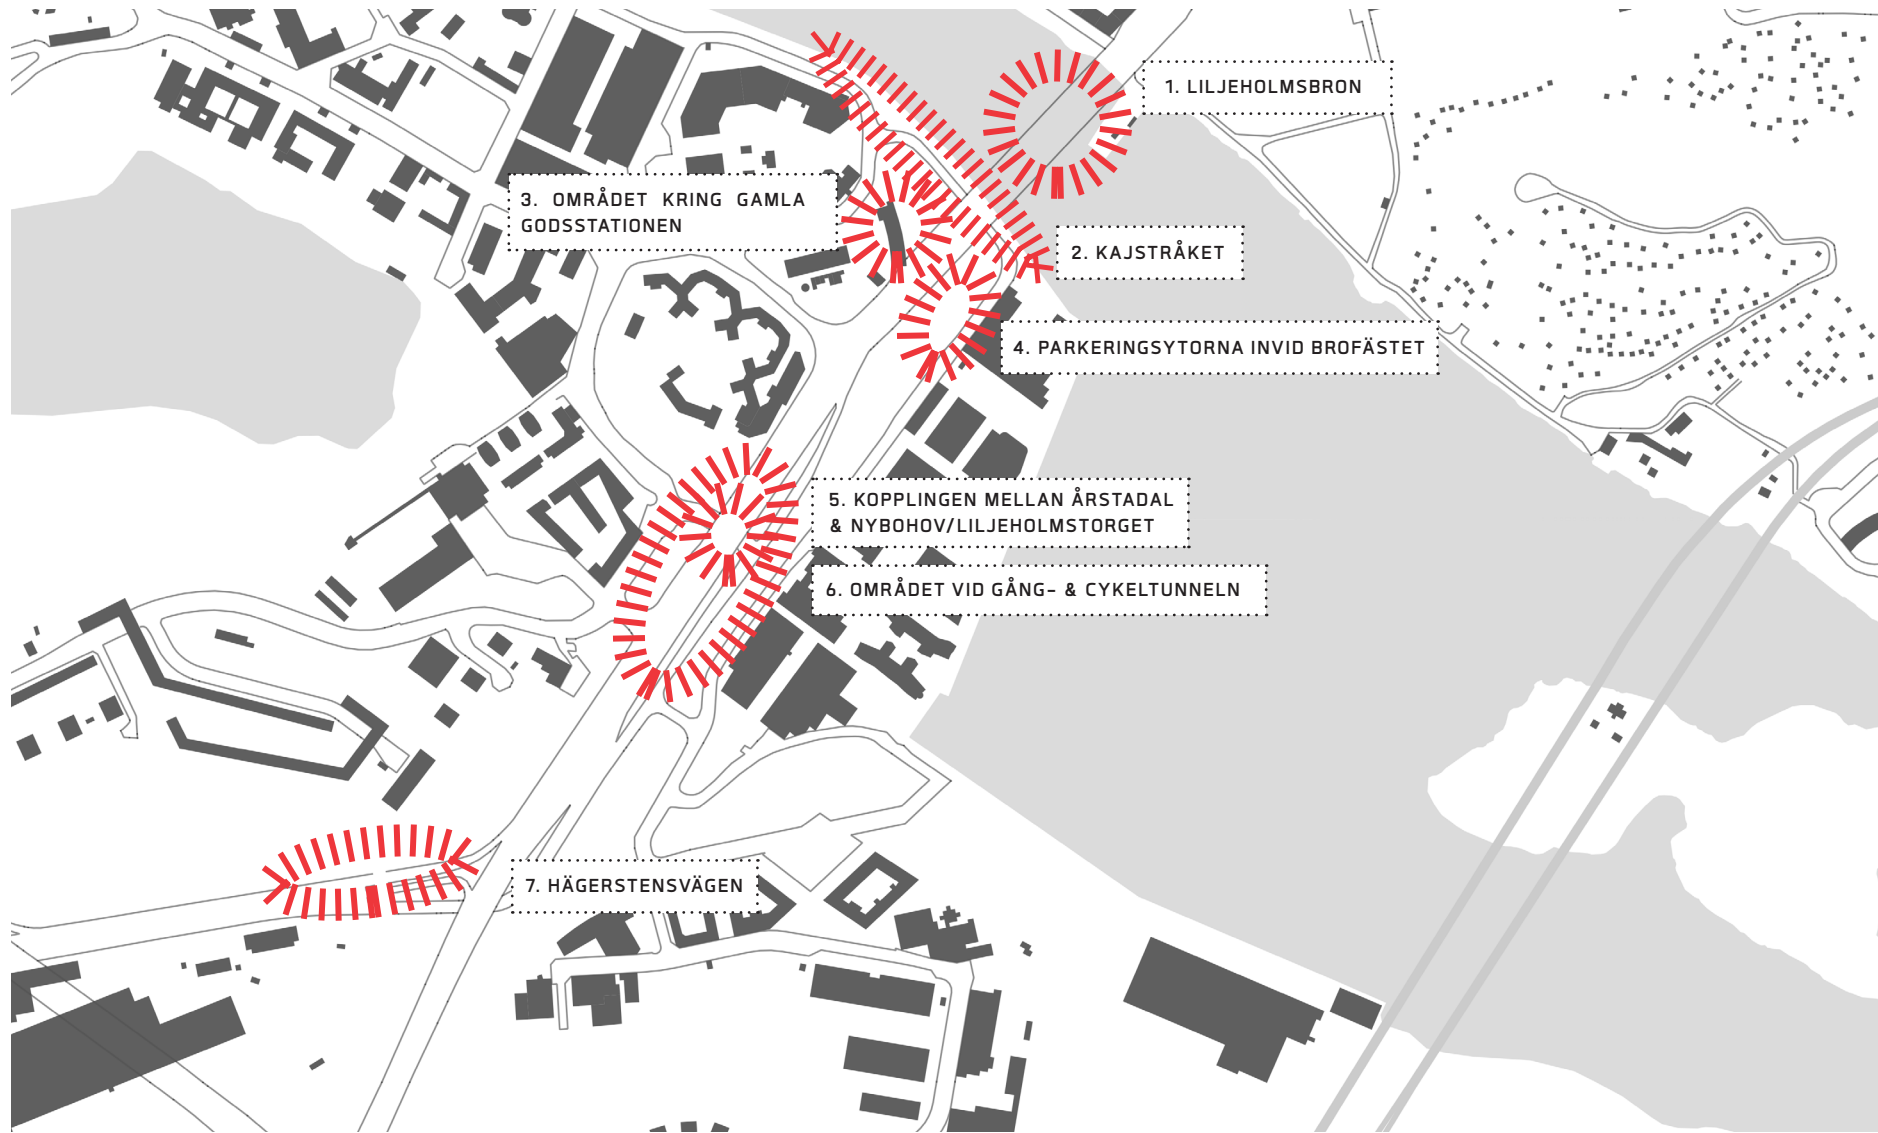 1. LILJEHOLMSBRON
3. OMRÅDET KRING GAMLA
GODSSTATIONEN
2. KAJSTRÅKET
4. PARKERINGSYTORNA INVID BROFÄSTET
5. KOPPLINGEN MELLAN ÅRSTADAL
& NYBOHOV/LILJEHOLMSTORGET
6. OMRÅDET VID GÅNG- & CYKELTUNNELN
7. HÄGERSTENSVÄGEN